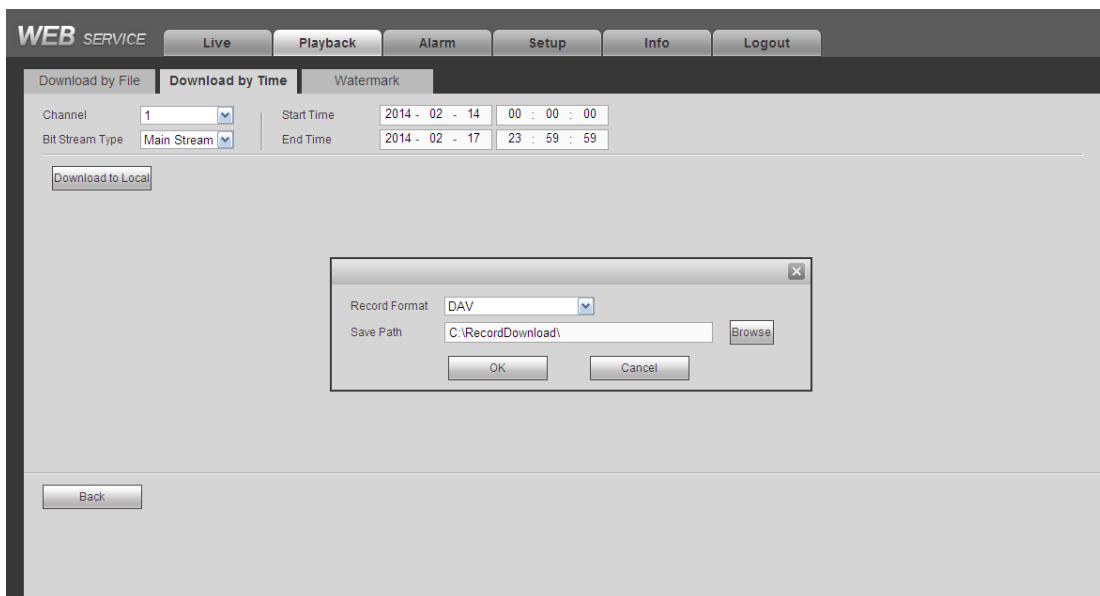 WEB SERVICE Live Playback Alarm Setup Info Logout
Download by File Download by Time Watermark
Channel 1 Start Time 2014 - 02 - 14 00 : 00 : 00
Bit Stream Type Main Stream End Time 2014 - 02 - 17 23 : 59 : 59
Download to Local
Record Format DAV
Save Path C:\RecordDownload\ Browse
OK Cancel
Back